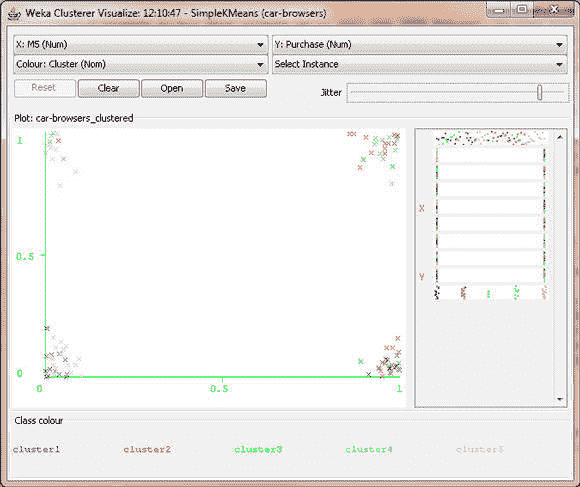 Weka Clusterer Visualize: 12:10:47 - SimpleKMeans (car-browsers)
X: M5 (Num) Y: Purchase (Num)
Colour: Cluster (Nom) Select Instance
Reset Clear Open Save Jitter
Plot: car-browsers_clustered
1
0.5
0
0 0.5 1
X
Y
Class colour
cluster1 cluster2 cluster3 cluster4 cluster5